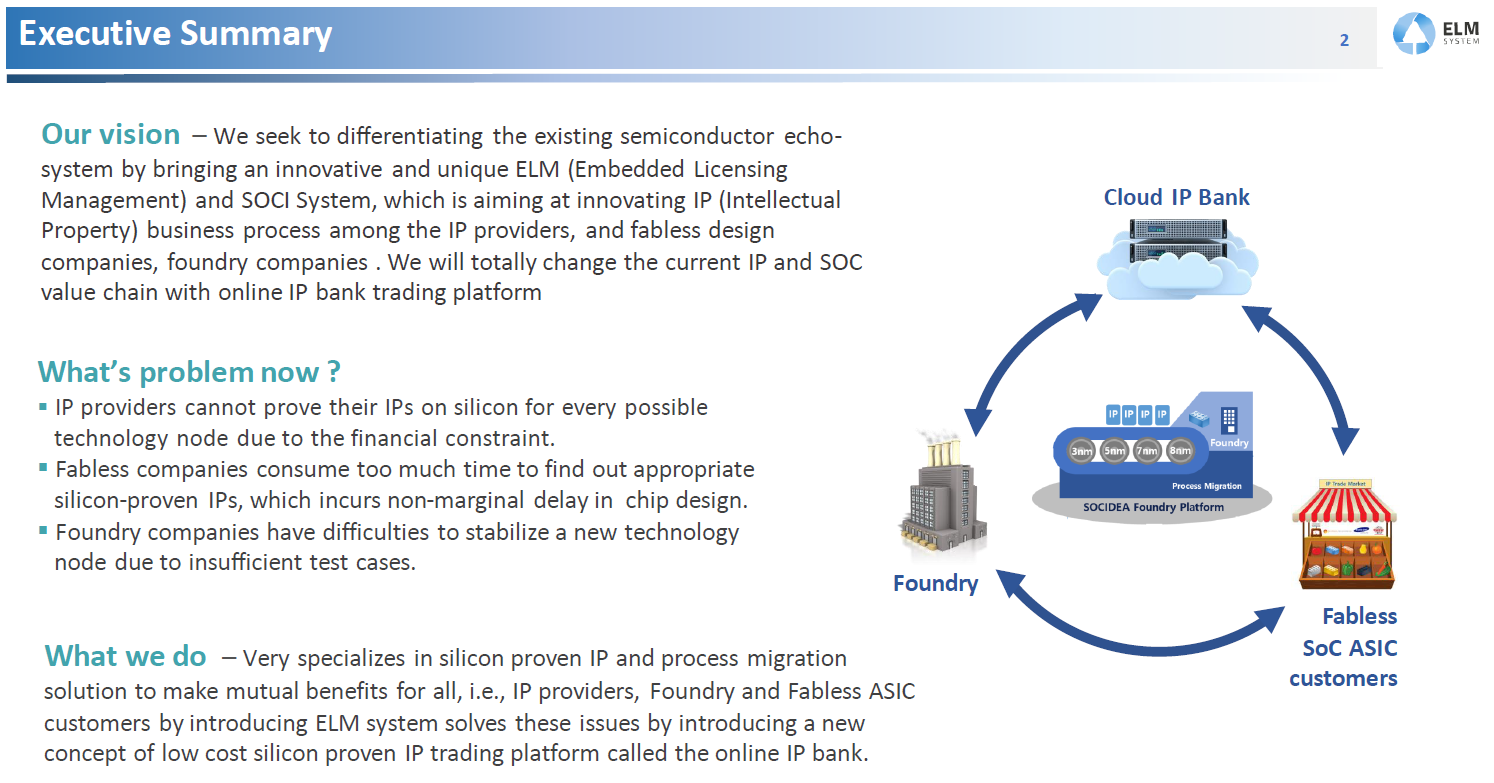 Executive Summary
2
ELM
SYSTEM
Our vision – We seek to differentiating the existing semiconductor echo-
system by bringing an innovative and unique ELM (Embedded Licensing
Management) and SOCI System, which is aiming at innovating IP (Intellectual
Property) business process among the IP providers, and fabless design
companies, foundry companies . We will totally change the current IP and SOC
value chain with online IP bank trading platform
What's problem now ?
▪ IP providers cannot prove their IPs on silicon for every possible
technology node due to the financial constraint.
▪ Fabless companies consume too much time to find out appropriate
silicon-proven IPs, which incurs non-marginal delay in chip design.
▪ Foundry companies have difficulties to stabilize a new technology
node due to insufficient test cases.
What we do – Very specializes in silicon proven IP and process migration
solution to make mutual benefits for all, i.e., IP providers, Foundry and Fabless ASIC
customers by introducing ELM system solves these issues by introducing a new
concept of low cost silicon proven IP trading platform called the online IP bank.
Cloud IP Bank
IP IP IP IP
Foundry
3nm 5nm 7nm 8nm
Process Migration
SOCIDEA Foundry Platform
IP Trade Market
Foundry
Fabless
SoC ASIC
customers